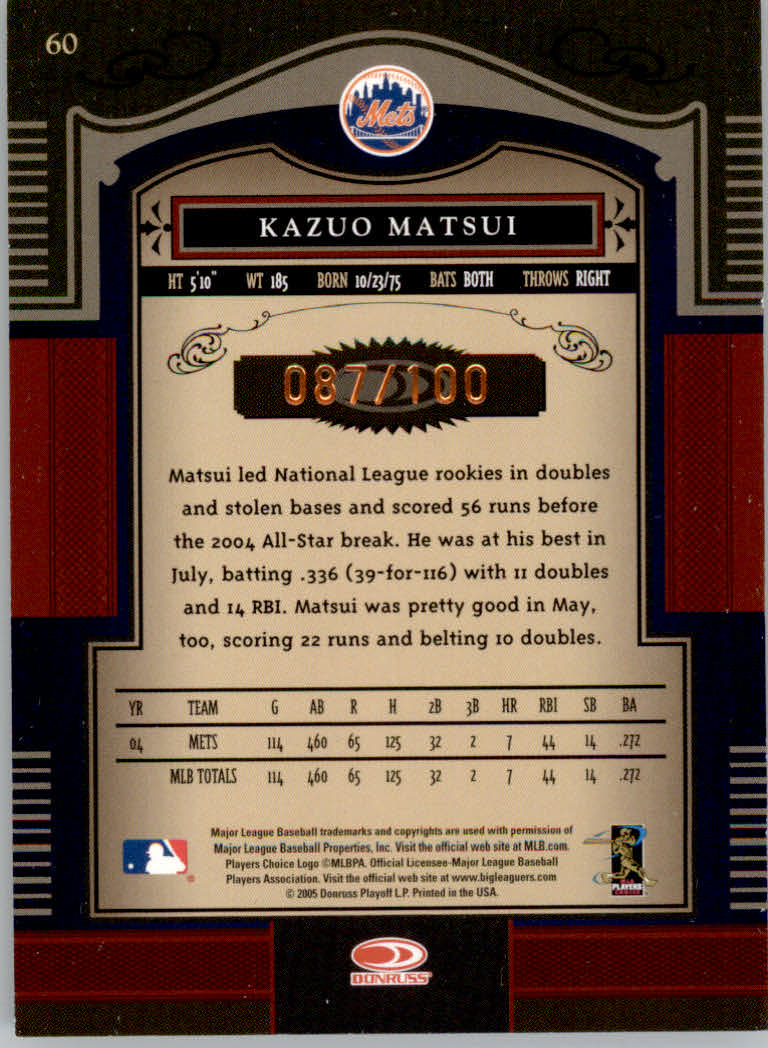 60
Mets
KAZUO MATSUI
HT 5'10" WT 185 BORN 10/23/75 BATS BOTH THROWS RIGHT
087/100
Matsui led National League rookies in doubles
and stolen bases and scored 56 runs before
the 2004 All-Star break. He was at his best in
July, batting .336 (39-for-116) with 11 doubles
and 14 RBI. Matsui was pretty good in May,
too, scoring 22 runs and belting 10 doubles.
YR TEAM G AB R H 2B 3B HR RBI SB BA
04 METS 114 460 65 125 32 2 7 44 14 .272
MLB TOTALS 114 460 65 125 32 2 7 44 14 .272
Major League Baseball trademarks and copyrights are used with permission of
Major League Baseball Properties, Inc. Visit the official web site at MLB.com.
Players Choice Logo ©MLBPA. Official Licensee-Major League Baseball
Players Association. Visit the official web site at www.bigleaguers.com
© 2005 Donruss Playoff L.P. Printed in the USA.
MLB
PLAYERS
CHOICE
DONRUSS